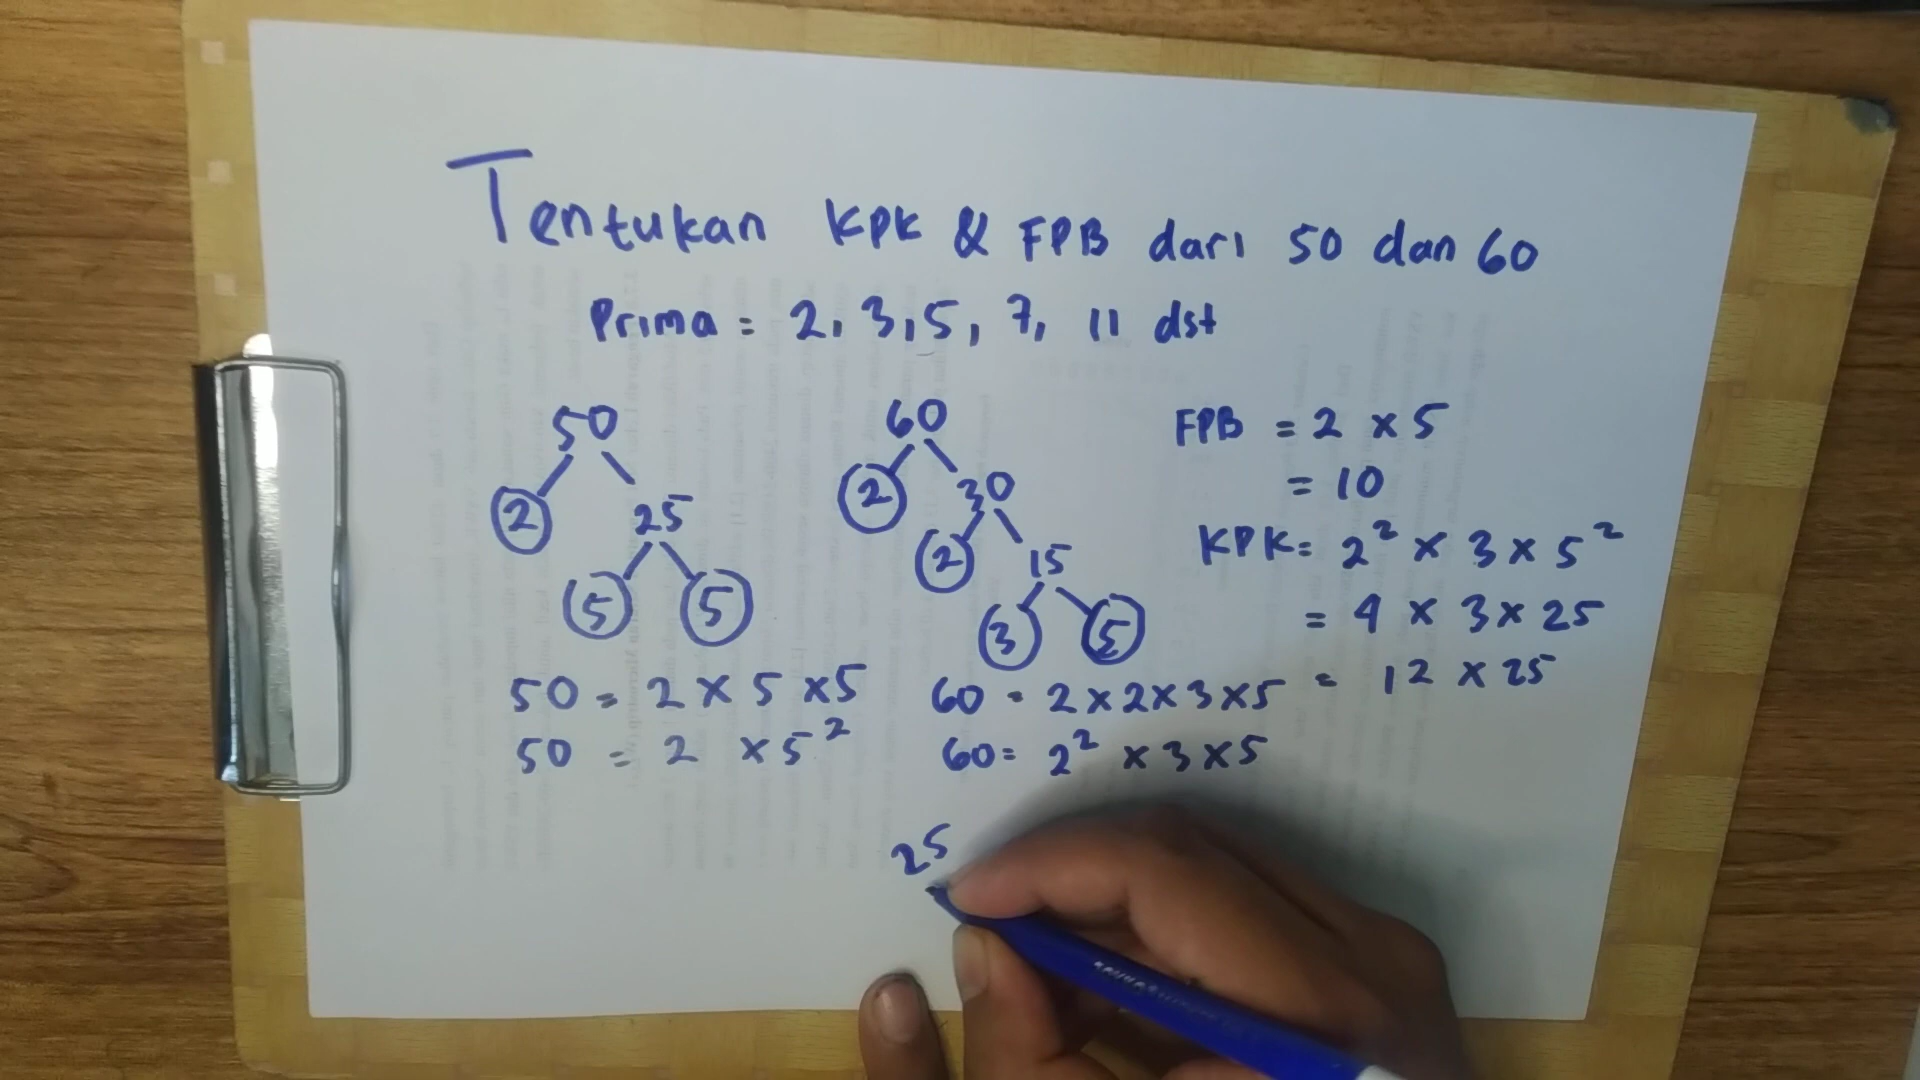 Tentukan KPK & FPB dari 50 dan 60
Prima = 2, 3, 5, 7, 11 dst
50
2 25
5 5
50 = 2 x 5 x 5
50 = 2 x 5²
60
2 30
2 15
3 5
60 = 2 x 2 x 3 x 5
60 = 2² x 3 x 5
FPB = 2 x 5
= 10
KPK = 2² x 3 x 5²
= 4 x 3 x 25
= 12 x 25
25